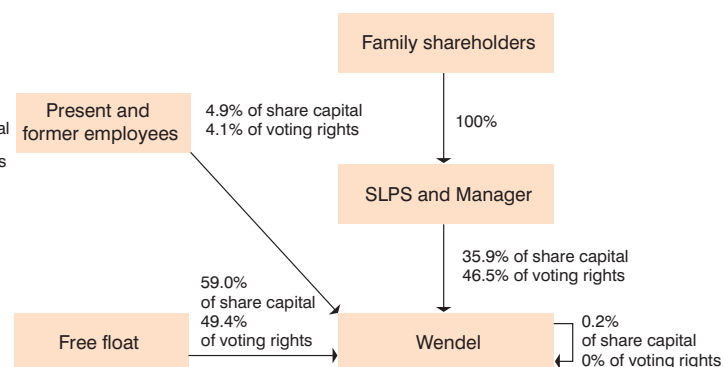 Family shareholders
Present and
former employees
4.9% of share capital
4.1% of voting rights
100%
SLPS and Manager
35.9% of share capital
46.5% of voting rights
59.0%
of share capital
49.4%
of voting rights
Free float
Wendel
0.2%
of share capital
0% of voting rights